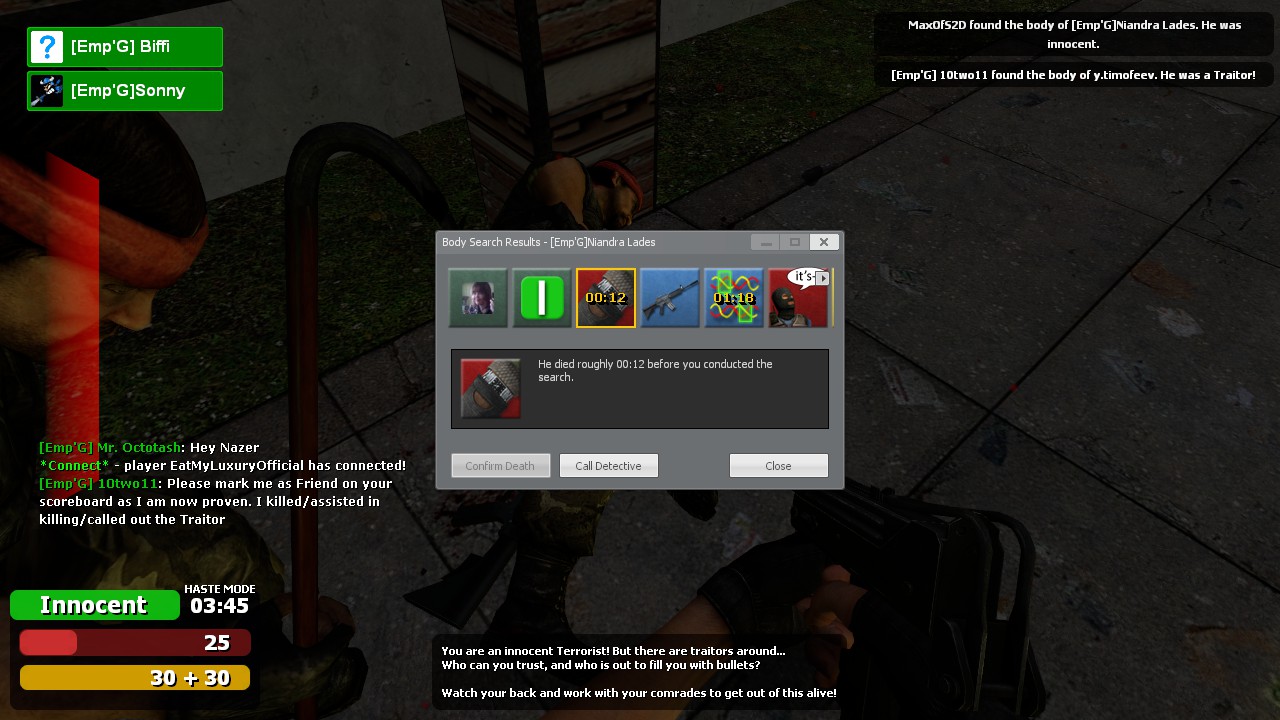 [Emp'G] Biffi
[Emp'G]Sonny
MaxOfS2D found the body of [Emp'G]Niandra Lades. He was
innocent.
[Emp'G] 10two11 found the body of y.timofeev. He was a Traitor!
Body Search Results - [Emp'G]Niandra Lades
00:12
01:18
it's-
He died roughly 00:12 before you conducted the
search.
Confirm Death
Call Detective
Close
[Emp'G] Mr. Octotash: Hey Nazer
*Connect* - player EatMyLuxuryOfficial has connected!
[Emp'G] 10two11: Please mark me as Friend on your
scoreboard as I am now proven. I killed/assisted in
killing/called out the Traitor
HASTE MODE
Innocent 03:45
25
30 + 30
You are an innocent Terrorist! But there are traitors around...
Who can you trust, and who is out to fill you with bullets?
Watch your back and work with your comrades to get out of this alive!